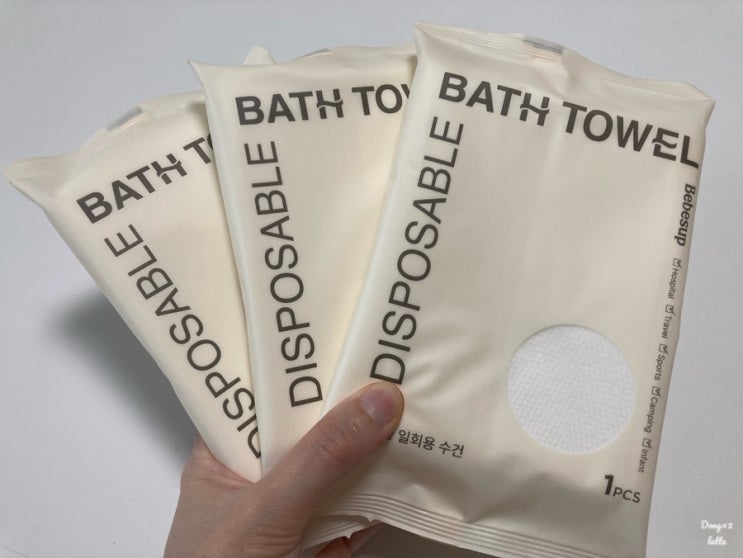 BATH TO
DISPOSABLE
BATH TOW
DISPOSABLE
BATH TOWEL
DISPOSABLE
Bebesup
Hospital
Travel
Sports
Camping
Infant
일회용 수건
1PCS
Dong×2
latte